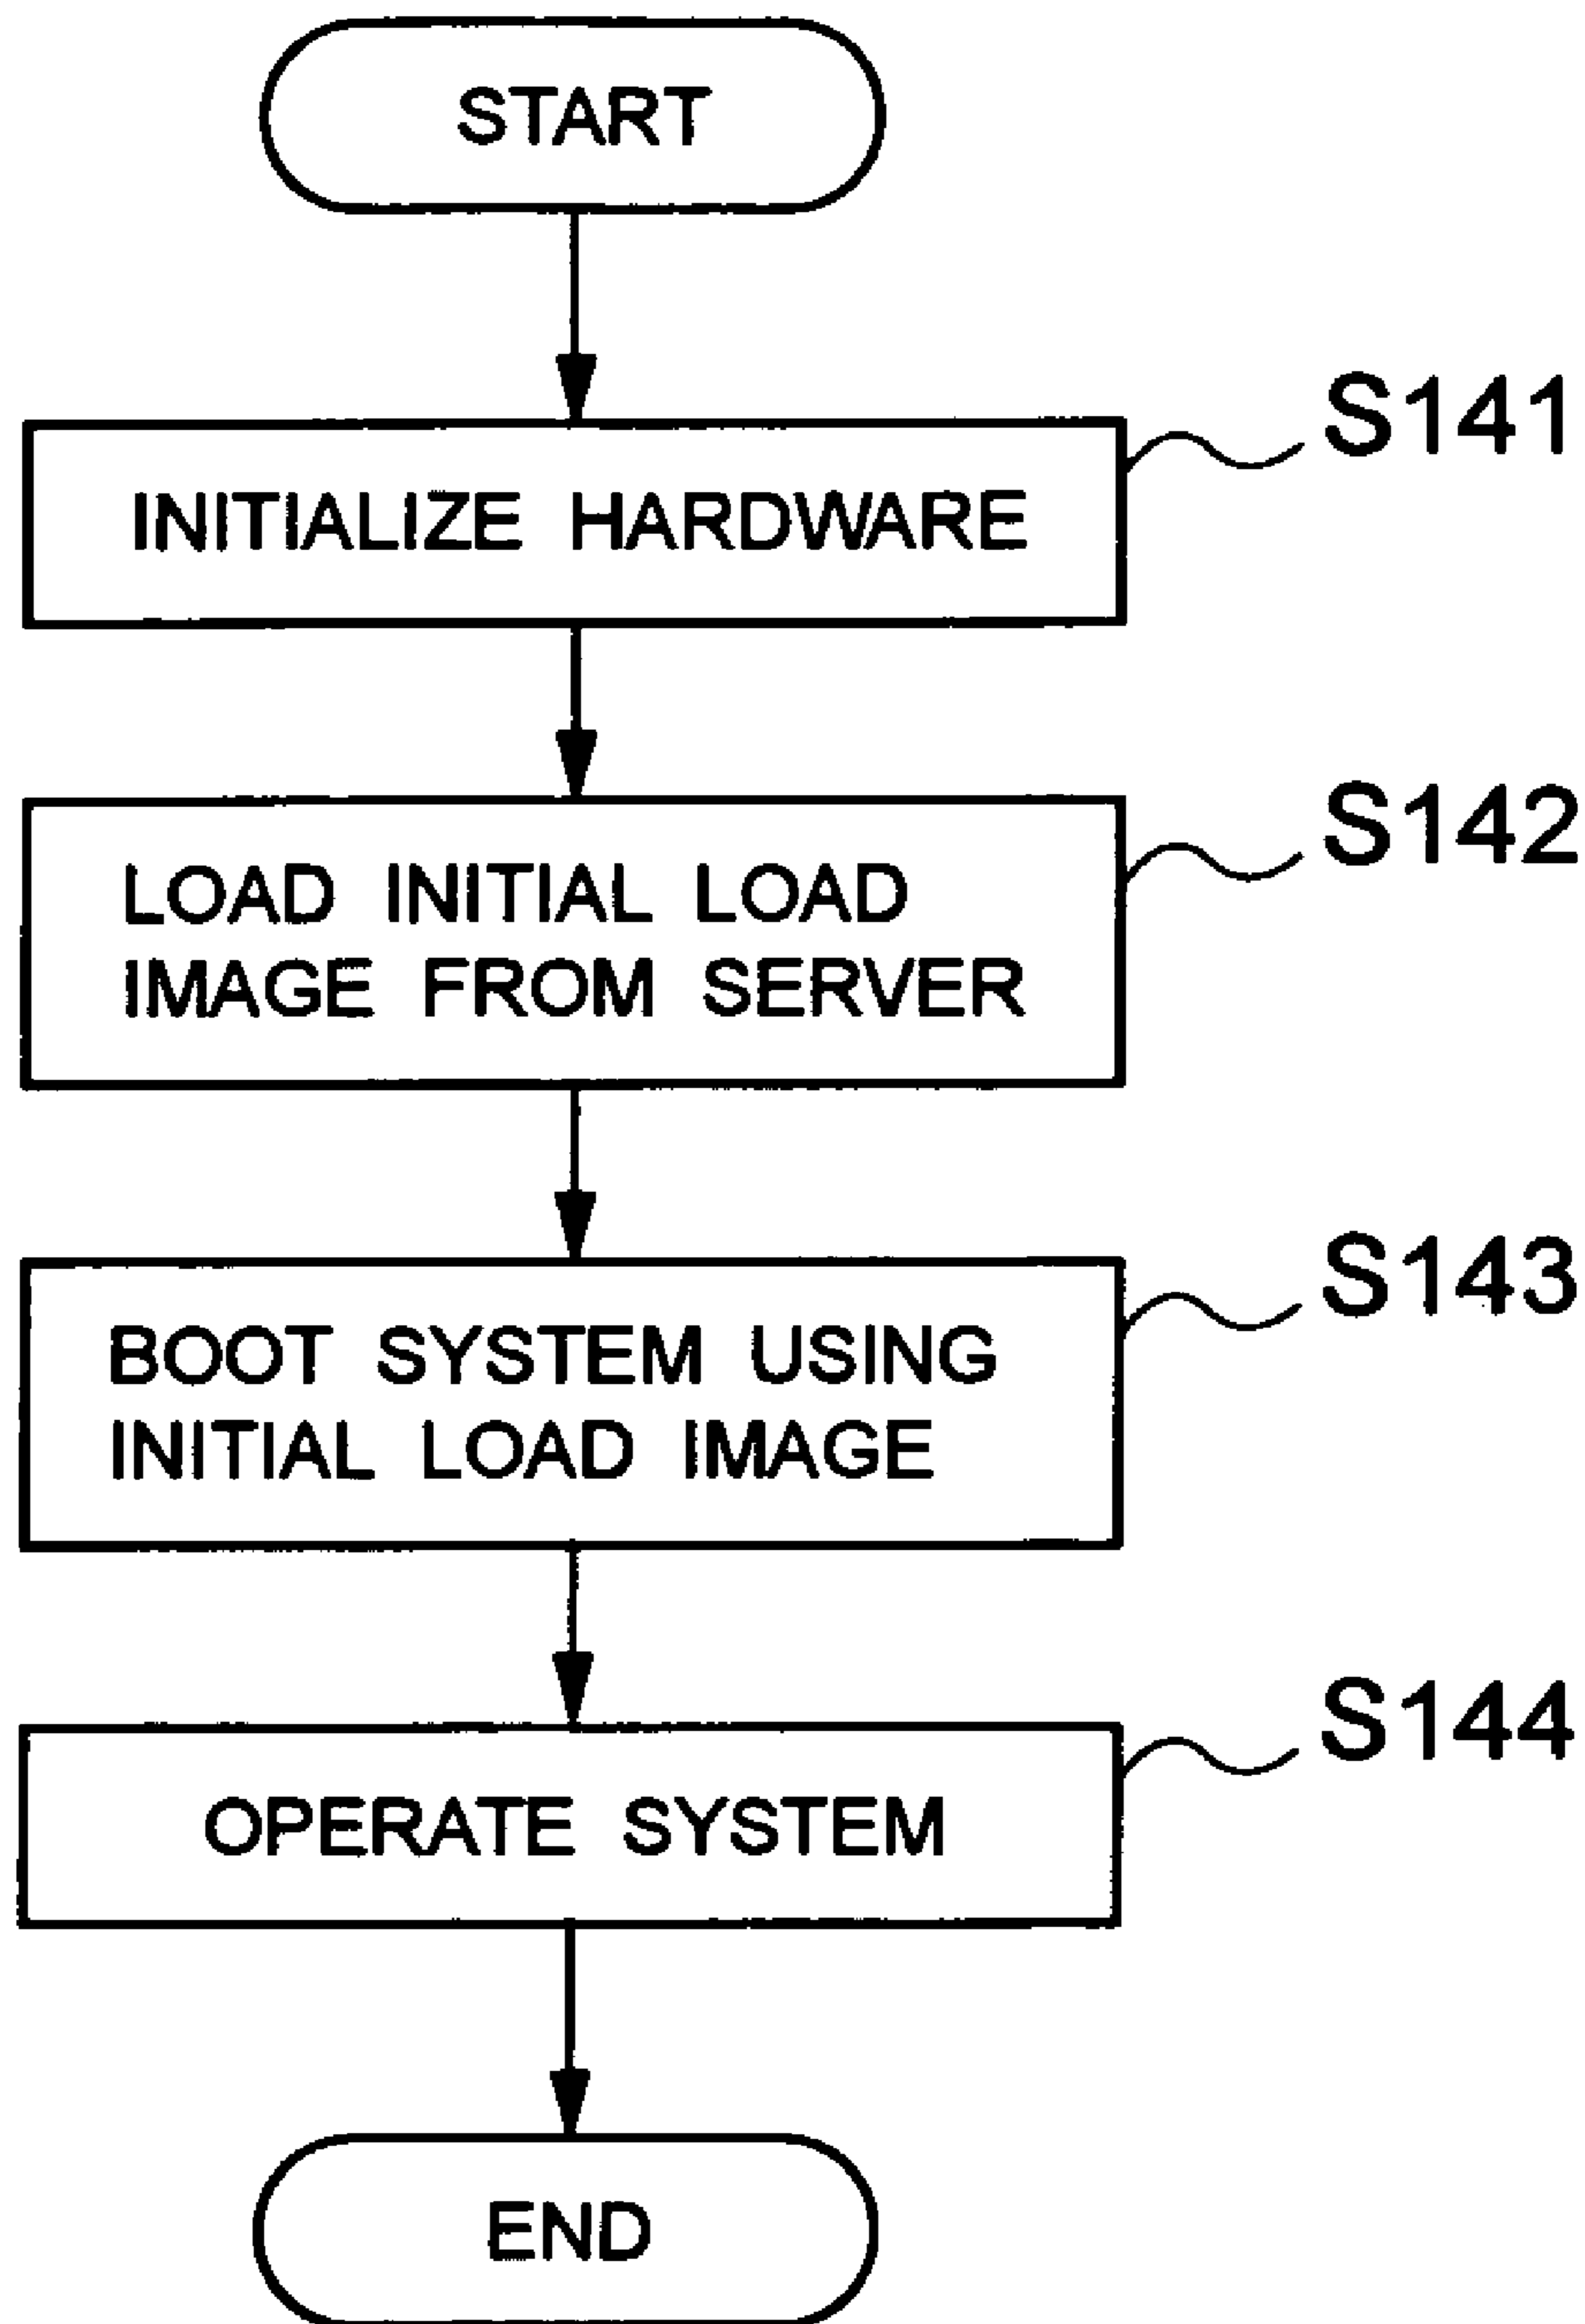 START
S141
INITIALIZE HARDWARE
S142
LOAD INITIAL LOAD
IMAGE FROM SERVER
S143
BOOT SYSTEM USING
INITIAL LOAD IMAGE
S144
OPERATE SYSTEM
END